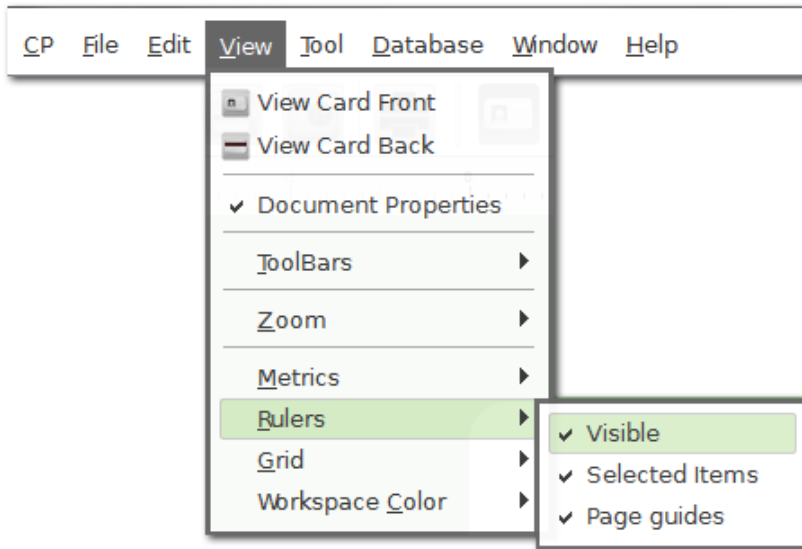 CP File Edit View Tool Database Window Help
View Card Front
View Card Back
Document Properties
ToolBars
Zoom
Metrics
Rulers
Grid
Workspace Color
Visible
Selected Items
Page guides